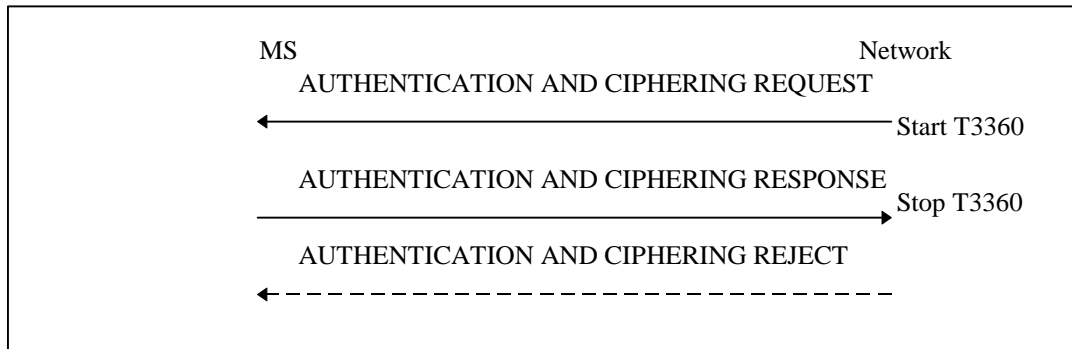 MS Network
AUTHENTICATION AND CIPHERING REQUEST
Start T3360
AUTHENTICATION AND CIPHERING RESPONSE
Stop T3360
AUTHENTICATION AND CIPHERING REJECT